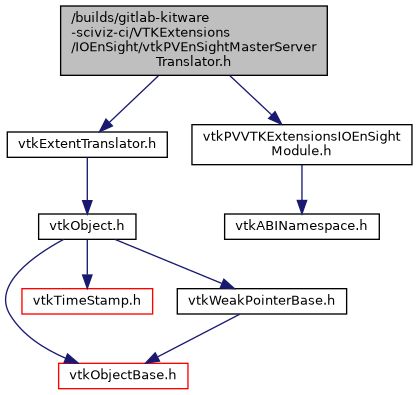 /builds/gitlab-kitware
-sciviz-ci/VTKExtensions
/IOEnSight/vtkPVEnSightMasterServer
Translator.h
vtkExtentTranslator.h
vtkPVVTKExtensionsIOEnSight
Module.h
vtkObject.h
vtkABINamespace.h
vtkTimeStamp.h
vtkWeakPointerBase.h
vtkObjectBase.h